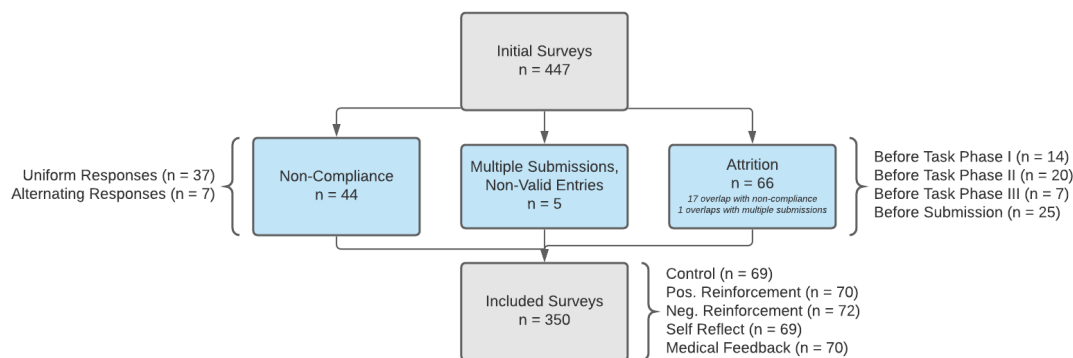 Initial Surveys
n = 447
Uniform Responses (n = 37)
Alternating Responses (n = 7)
Non-Compliance
n = 44
Multiple Submissions,
Non-Valid Entries
n = 5
Attrition
n = 66
17 overlap with non-compliance
1 overlaps with multiple submissions
Before Task Phase I (n = 14)
Before Task Phase II (n = 20)
Before Task Phase III (n = 7)
Before Submission (n = 25)
Included Surveys
n = 350
Control (n = 69)
Pos. Reinforcement (n = 70)
Neg. Reinforcement (n = 72)
Self Reflect (n = 69)
Medical Feedback (n = 70)